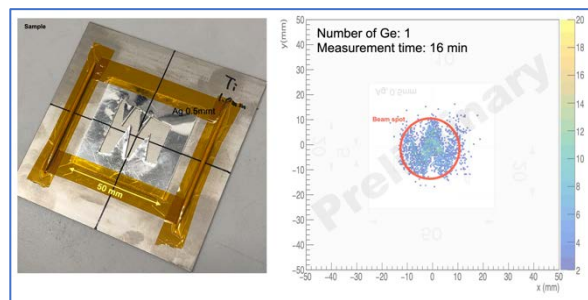 Sample
Ti
Ag 0.5mmt
50 mm
Number of Ge: 1
Measurement time: 16 min
y(mm)
50
40
30
20
10
0
-10
-20
-30
-40
-50
Beam spot
Preliminary
-50 -40 -30 -20 -10 0 10 20 30 40 50
x (mm)
20
18
16
14
12
10
8
6
4
2